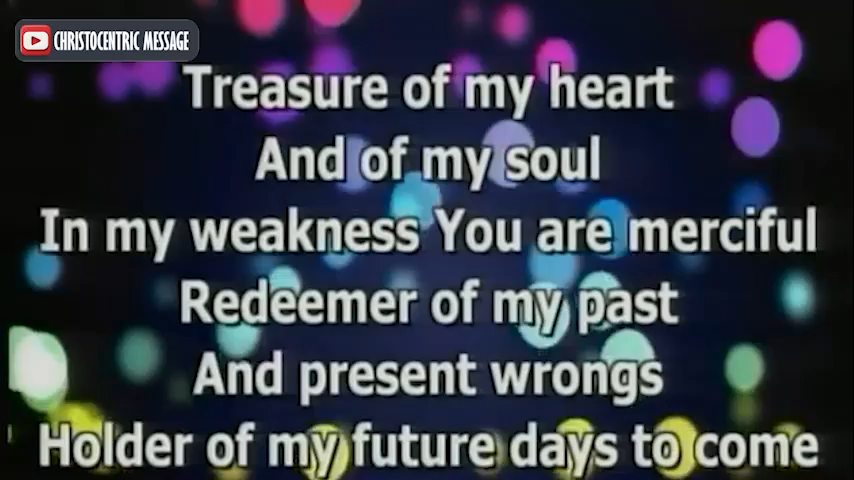 CHRISTOCENTRIC MESSAGE
Treasure of my heart
And of my soul
In my weakness You are merciful
Redeemer of my past
And present wrongs
Holder of my future days to come